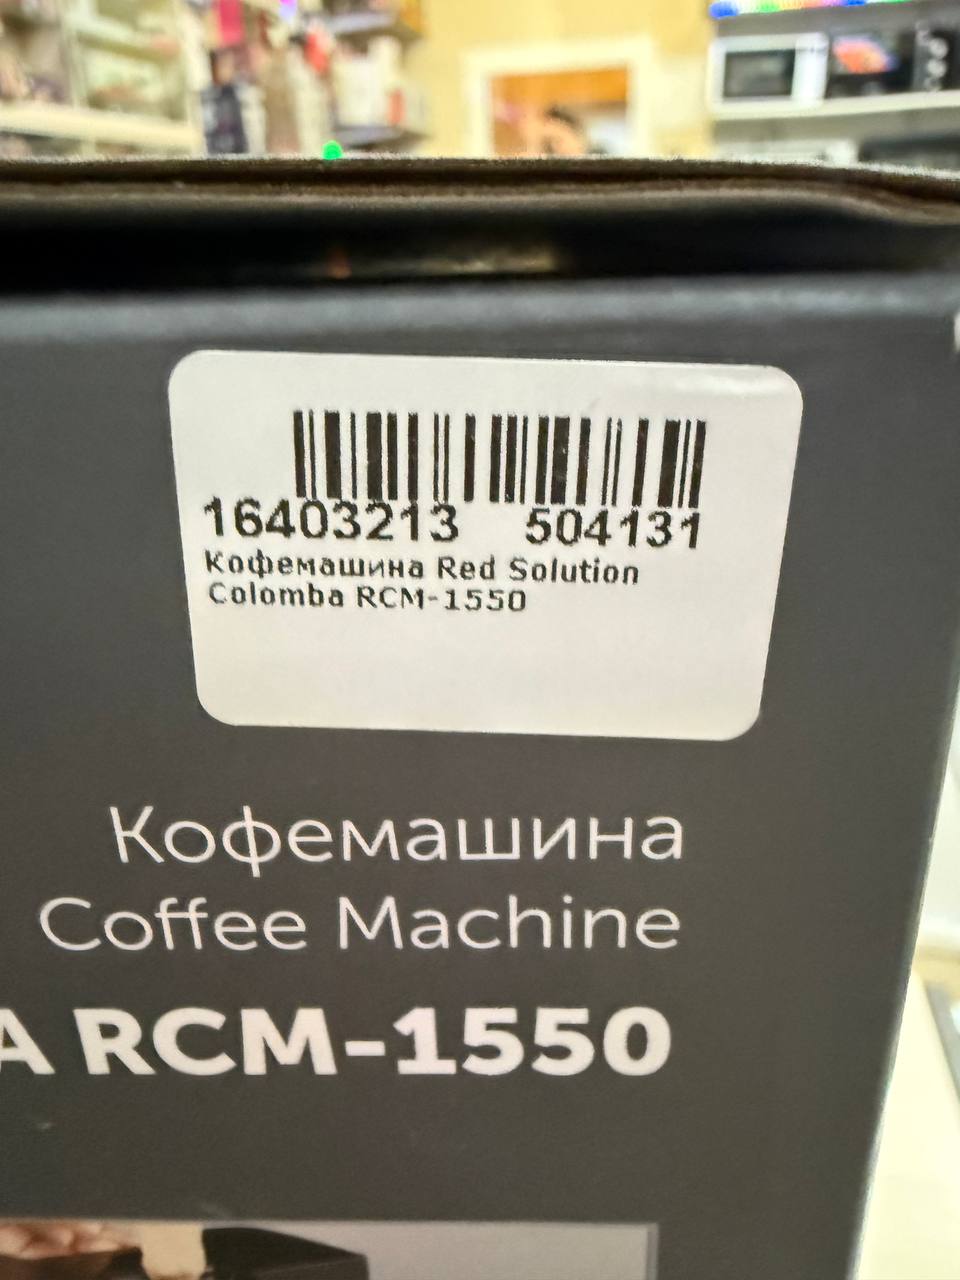 16403213 504131
Кофемашина Red Solution
Colomba RCM-1550
Кофемашина
Coffee Machine
A RCM-1550